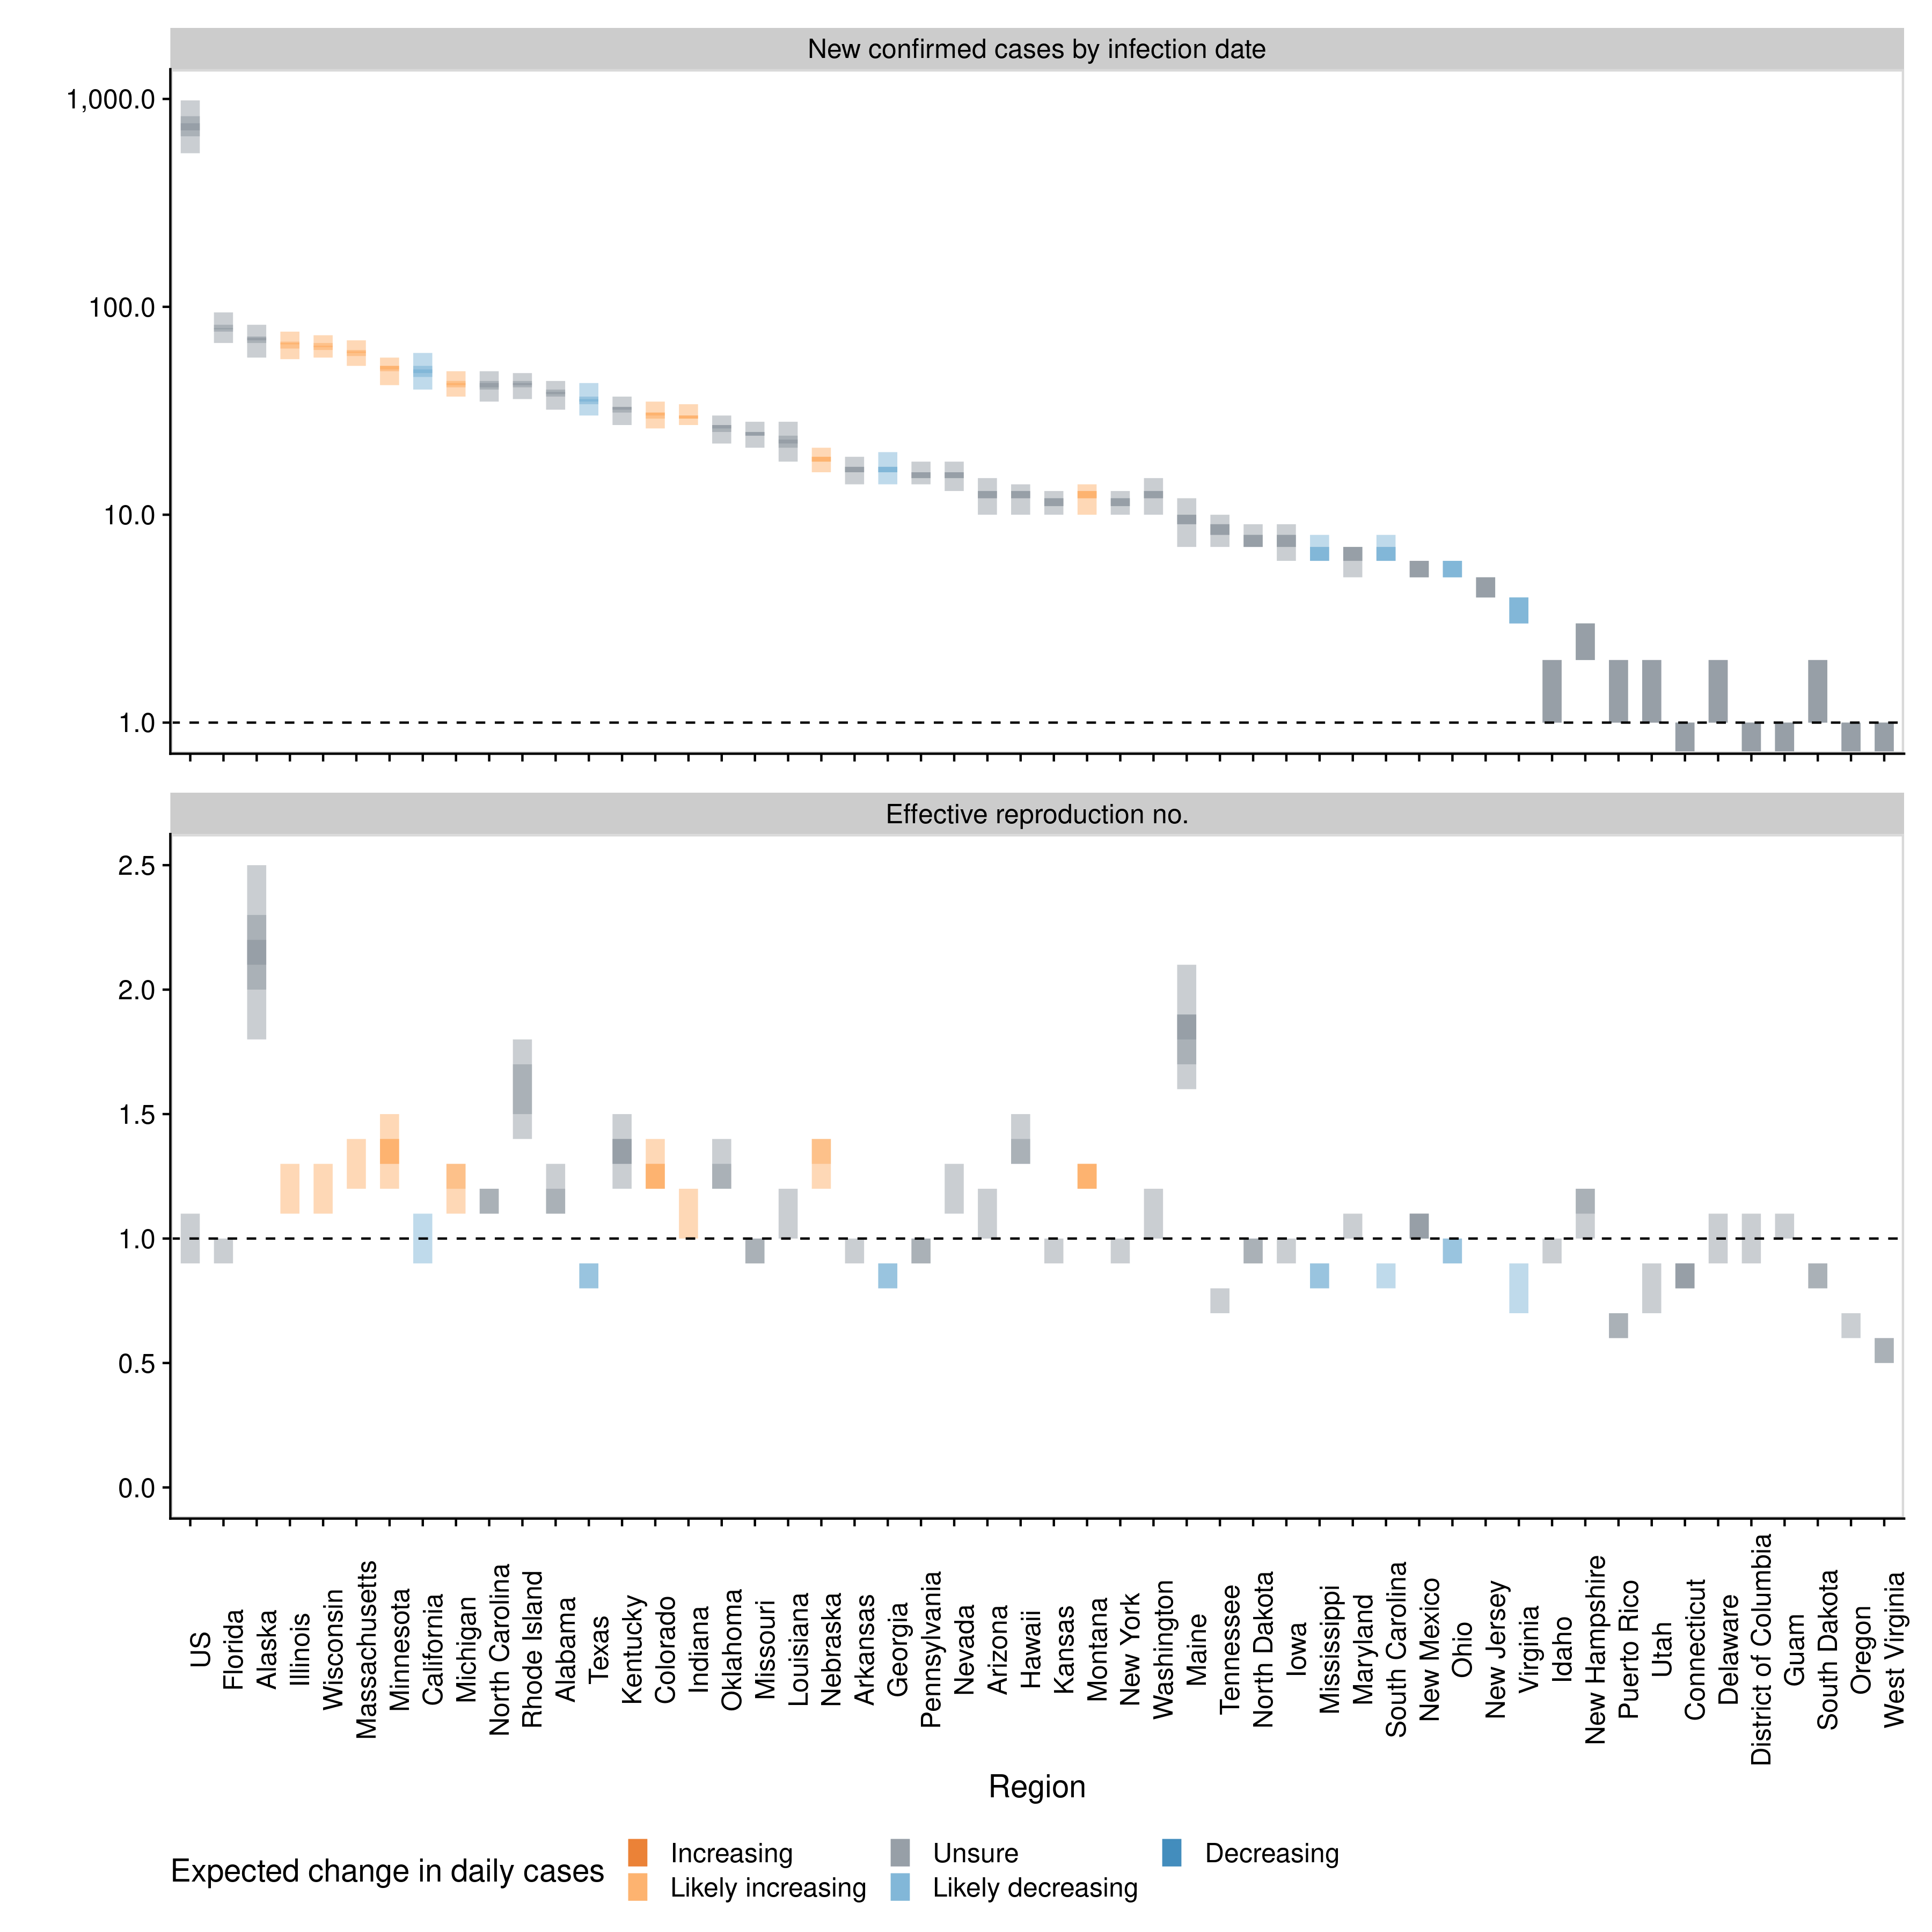 New confirmed cases by infection date
1,000.0
100.0
10.0
1.0
Effective reproduction no.
2.5
2.0
1.5
1.0
0.5
0.0
US
Florida
Alaska
Illinois
Wisconsin
Massachusetts
Minnesota
California
Michigan
North Carolina
Rhode Island
Alabama
Texas
Kentucky
Colorado
Indiana
Oklahoma
Missouri
Louisiana
Nebraska
Arkansas
Georgia
Pennsylvania
Nevada
Arizona
Hawaii
Kansas
Montana
New York
Washington
Maine
Tennessee
North Dakota
Iowa
Mississippi
Maryland
South Carolina
New Mexico
Ohio
New Jersey
Virginia
Idaho
New Hampshire
Puerto Rico
Utah
Connecticut
Delaware
District of Columbia
Guam
South Dakota
Oregon
West Virginia
Region
Expected change in daily cases
Increasing
Unsure
Decreasing
Likely increasing
Likely decreasing